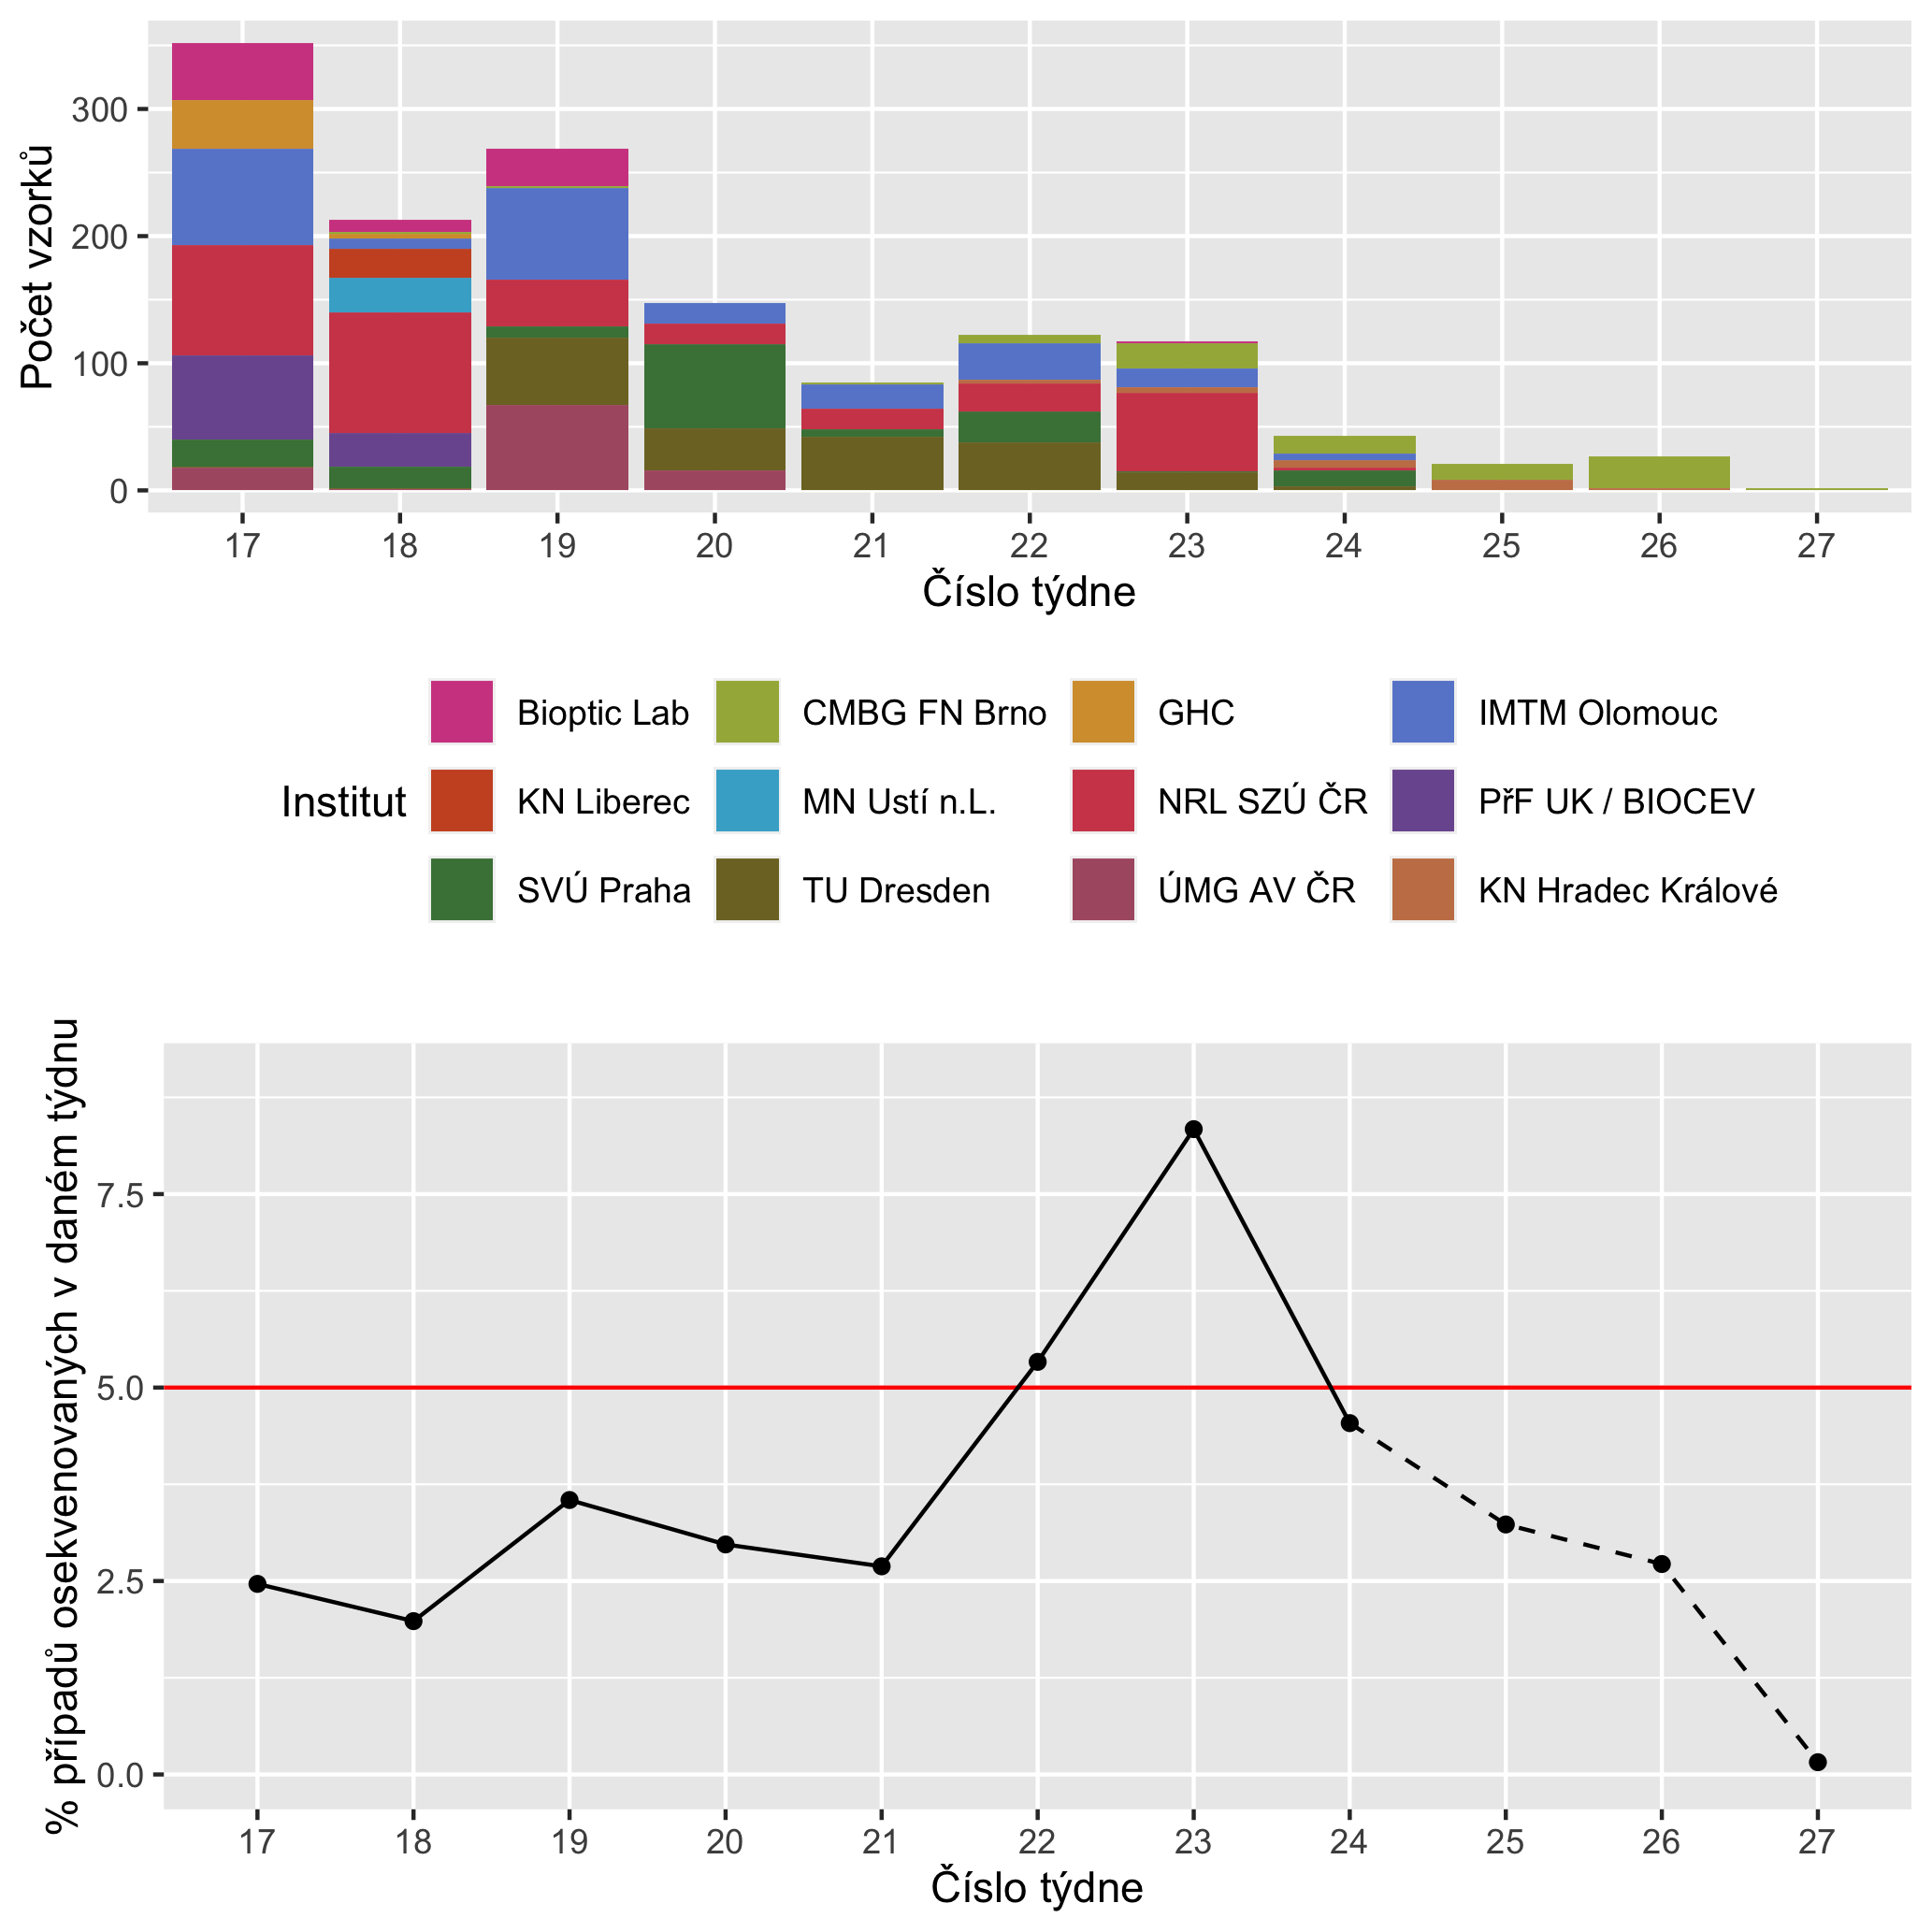 Počet vzorků
300
200
100
0
17 18 19 20 21 22 23 24 25 26 27
Číslo týdne
Institut
Bioptic Lab CMBG FN Brno GHC IMTM Olomouc
KN Liberec MN Ustí n.L. NRL SZÚ ČR PřF UK / BIOCEV
SVÚ Praha TU Dresden ÚMG AV ČR KN Hradec Králové
% případů osekvenovaných v daném týdnu
7.5
5.0
2.5
0.0
17 18 19 20 21 22 23 24 25 26 27
Číslo týdne